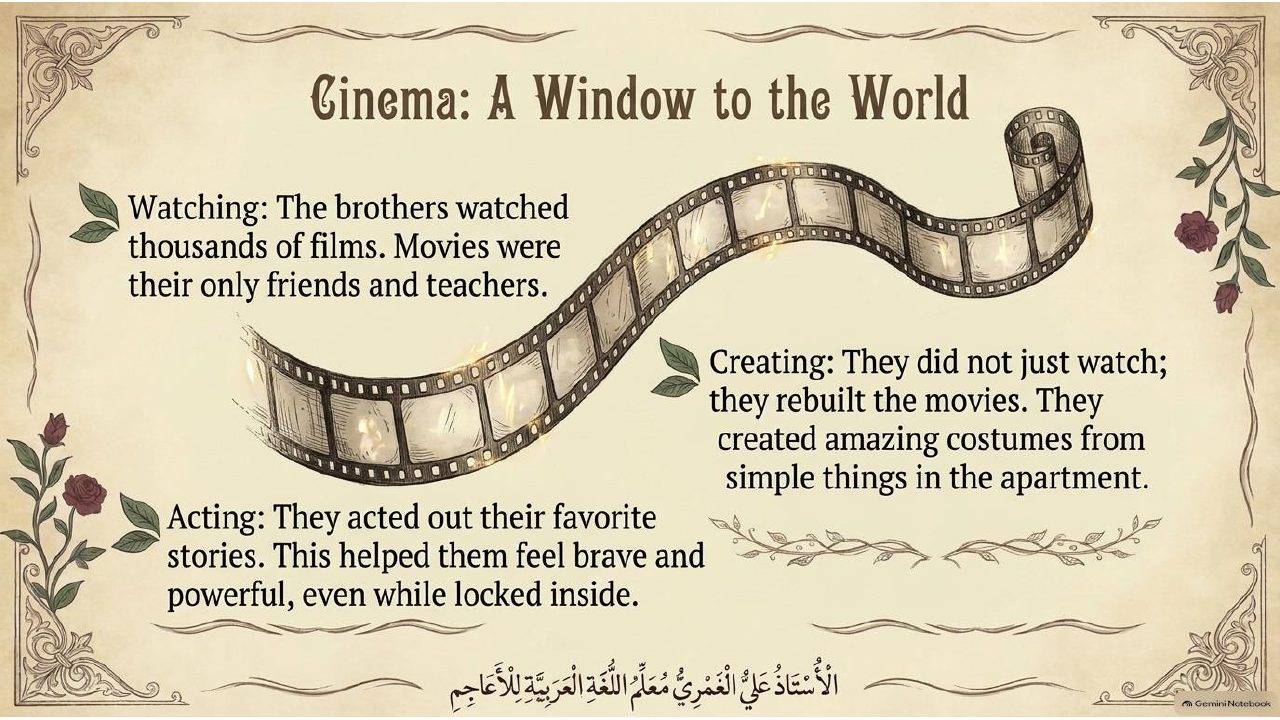 Cinema: A Window to the World
Watching: The brothers watched
thousands of films. Movies were
their only friends and teachers.
Creating: They did not just watch;
they rebuilt the movies. They
created amazing costumes from
simple things in the apartment.
Acting: They acted out their favorite
stories. This helped them feel brave and
powerful, even while locked inside.
الْأُسْتَاذُ عَلِيُّ الْغَمْرِيُّ مُعَلِّمُ اللُّغَةِ الْعَرَبِيَّةِ لِلْأَعَاجِمِ
Gemini Notebook